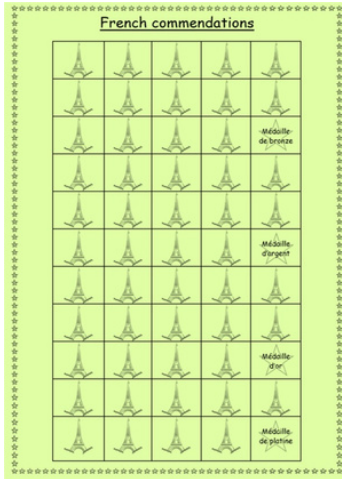 French commendations
Médaille
de bronze
Médaille
d'argent
Médaille
d'or
Médaille
de platine